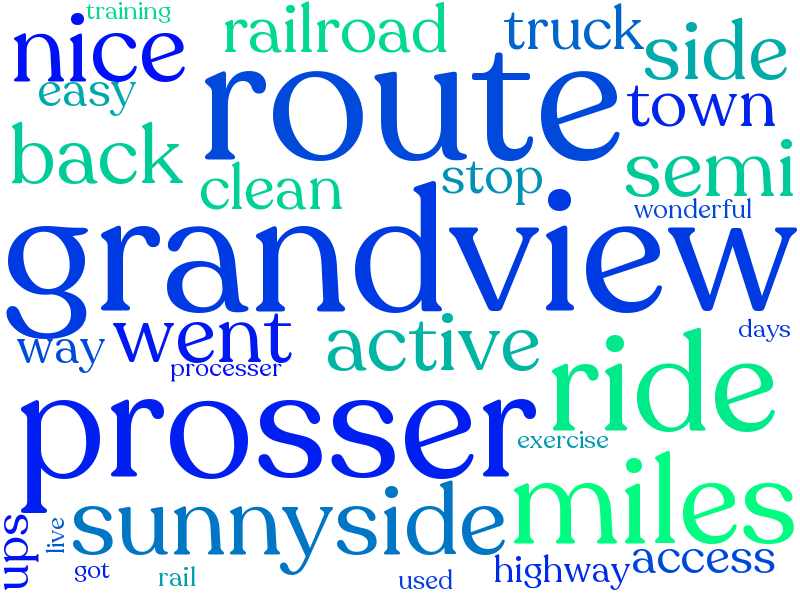 training
nice
railroad
truck
side
easy
route
town
back
clean
stop
semi
wonderful
grandview
way
went
active
days
processer
ride
prosser
exercise
miles
sunnyside
ups
live
got
rail
used
highway
access